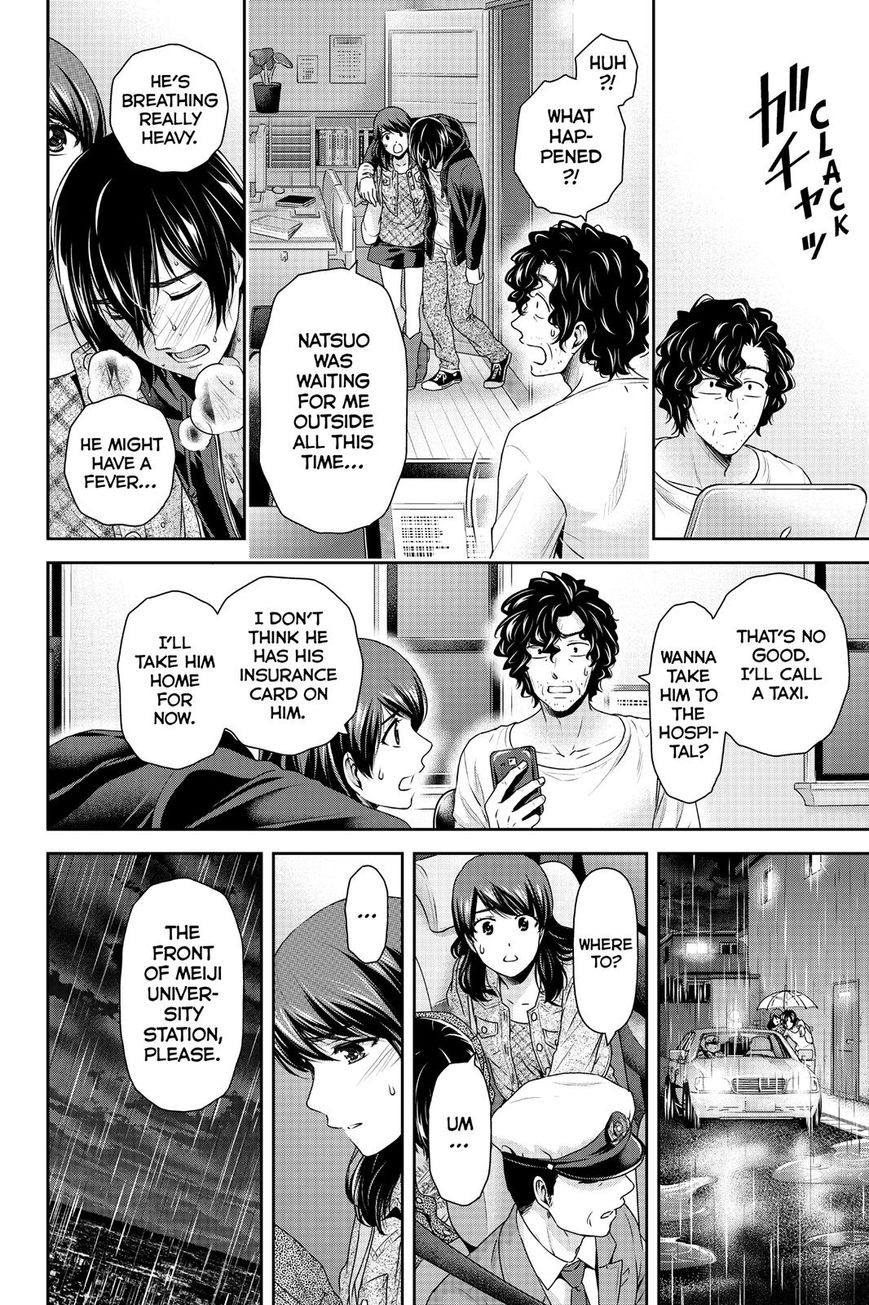 ガチャッ
CLACK
HUH
?!
WHAT
HAP-
PENED
?!
NATSUO
WAS
WAITING
FOR ME
OUTSIDE
ALL THIS
TIME...
HE'S
BREATHING
REALLY
HEAVY.
HE MIGHT
HAVE A
FEVER...
THAT'S NO
GOOD.
I'LL CALL
A TAXI.
WANNA
TAKE
HIM TO
THE
HOSPI-
TAL?
I DON'T
THINK HE
HAS HIS
INSURANCE
CARD ON
HIM.
I'LL
TAKE HIM
HOME
FOR
NOW.
WHERE
TO?
UM
...
...
THE
FRONT
OF MEIJI
UNIVER-
SITY
STATION,
PLEASE.